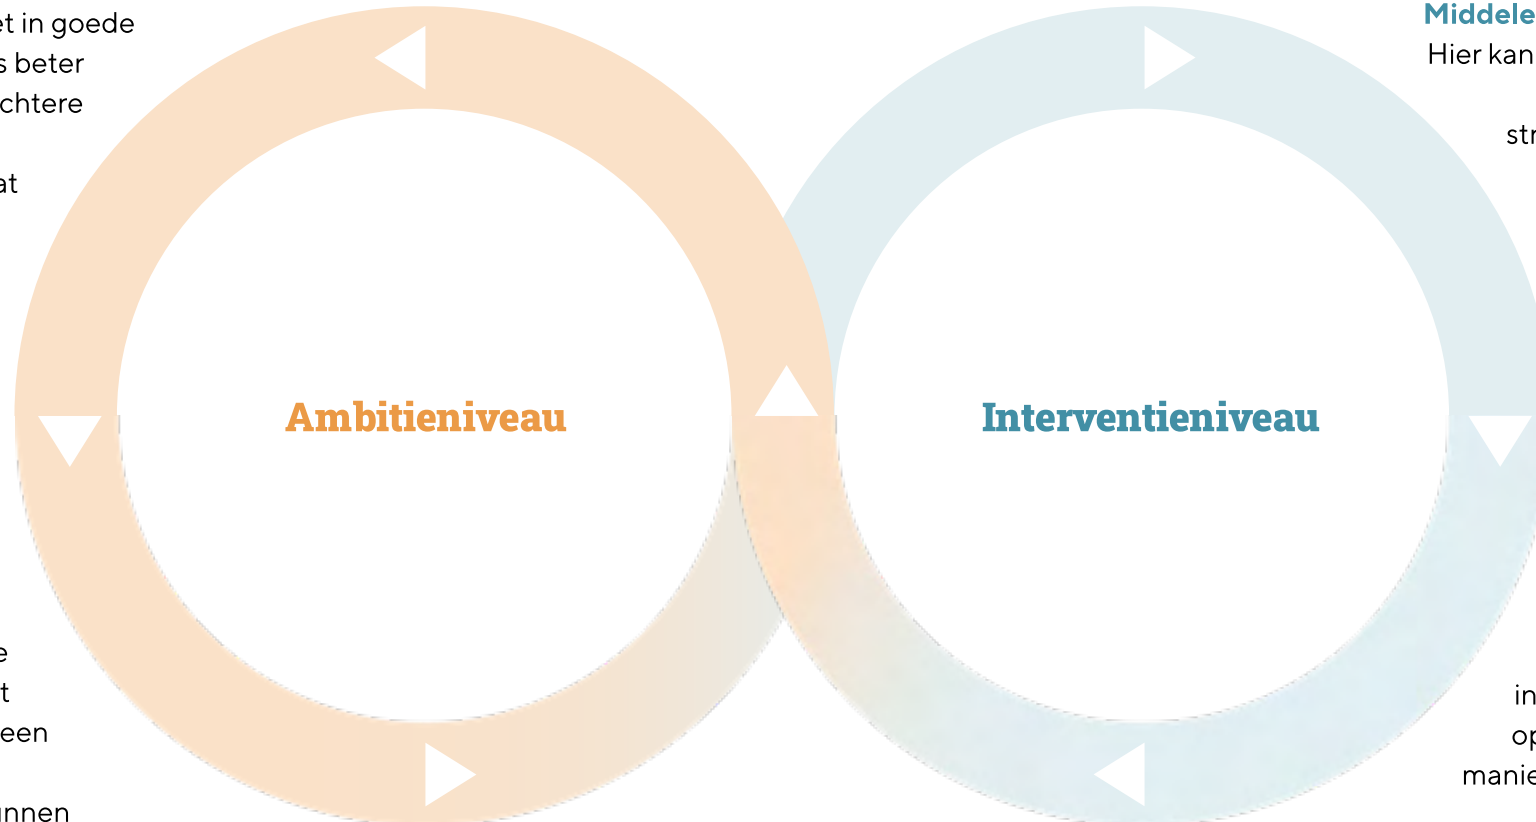 et in goede
s beter
chtere
at
Ambitieniveau
e
t
een
unnen
Middele
Hier kan
str
Interventieniveau
in
op
manie